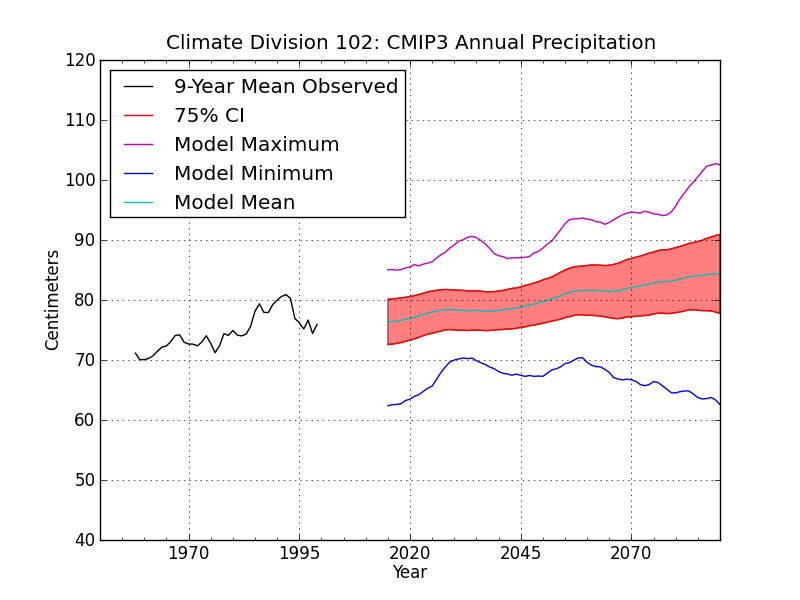 Climate Division 102: CMIP3 Annual Precipitation
9-Year Mean Observed
75% CI
Model Maximum
Model Minimum
Model Mean
120
110
100
90
80
70
60
50
40
Centimeters
1970 1995 2020 2045 2070
Year